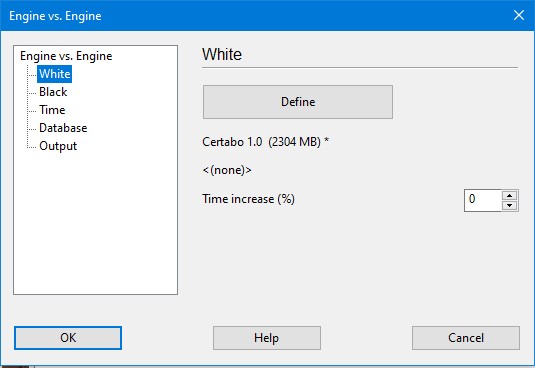 Engine vs. Engine
Engine vs. Engine
White
Black
Time
Database
Output
White
Define
Certabo 1.0  (2304 MB) *
<(none)>
Time increase (%)
0
OK
Help
Cancel